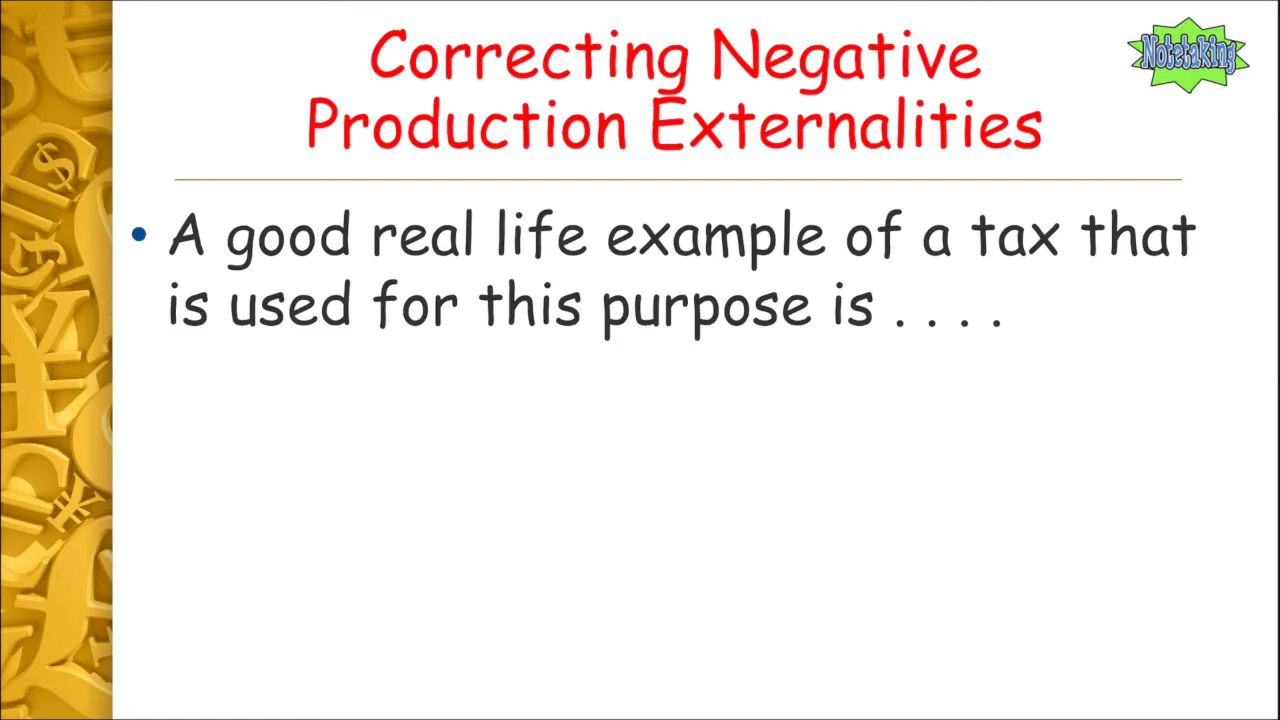 Correcting Negative
Production Externalities
Notetaking
• A good real life example of a tax that
is used for this purpose is . . . .